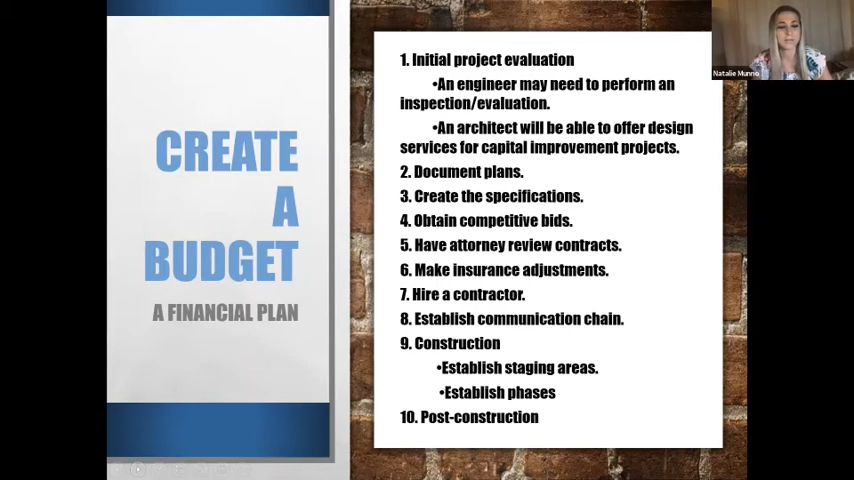 CREATE
A
BUDGET
A FINANCIAL PLAN
1. Initial project evaluation
•An engineer may need to perform an
inspection/evaluation.
•An architect will be able to offer design
services for capital improvement projects.
2. Document plans.
3. Create the specifications.
4. Obtain competitive bids.
5. Have attorney review contracts.
6. Make insurance adjustments.
7. Hire a contractor.
8. Establish communication chain.
9. Construction
•Establish staging areas.
•Establish phases
10. Post-construction
Natalie Munno